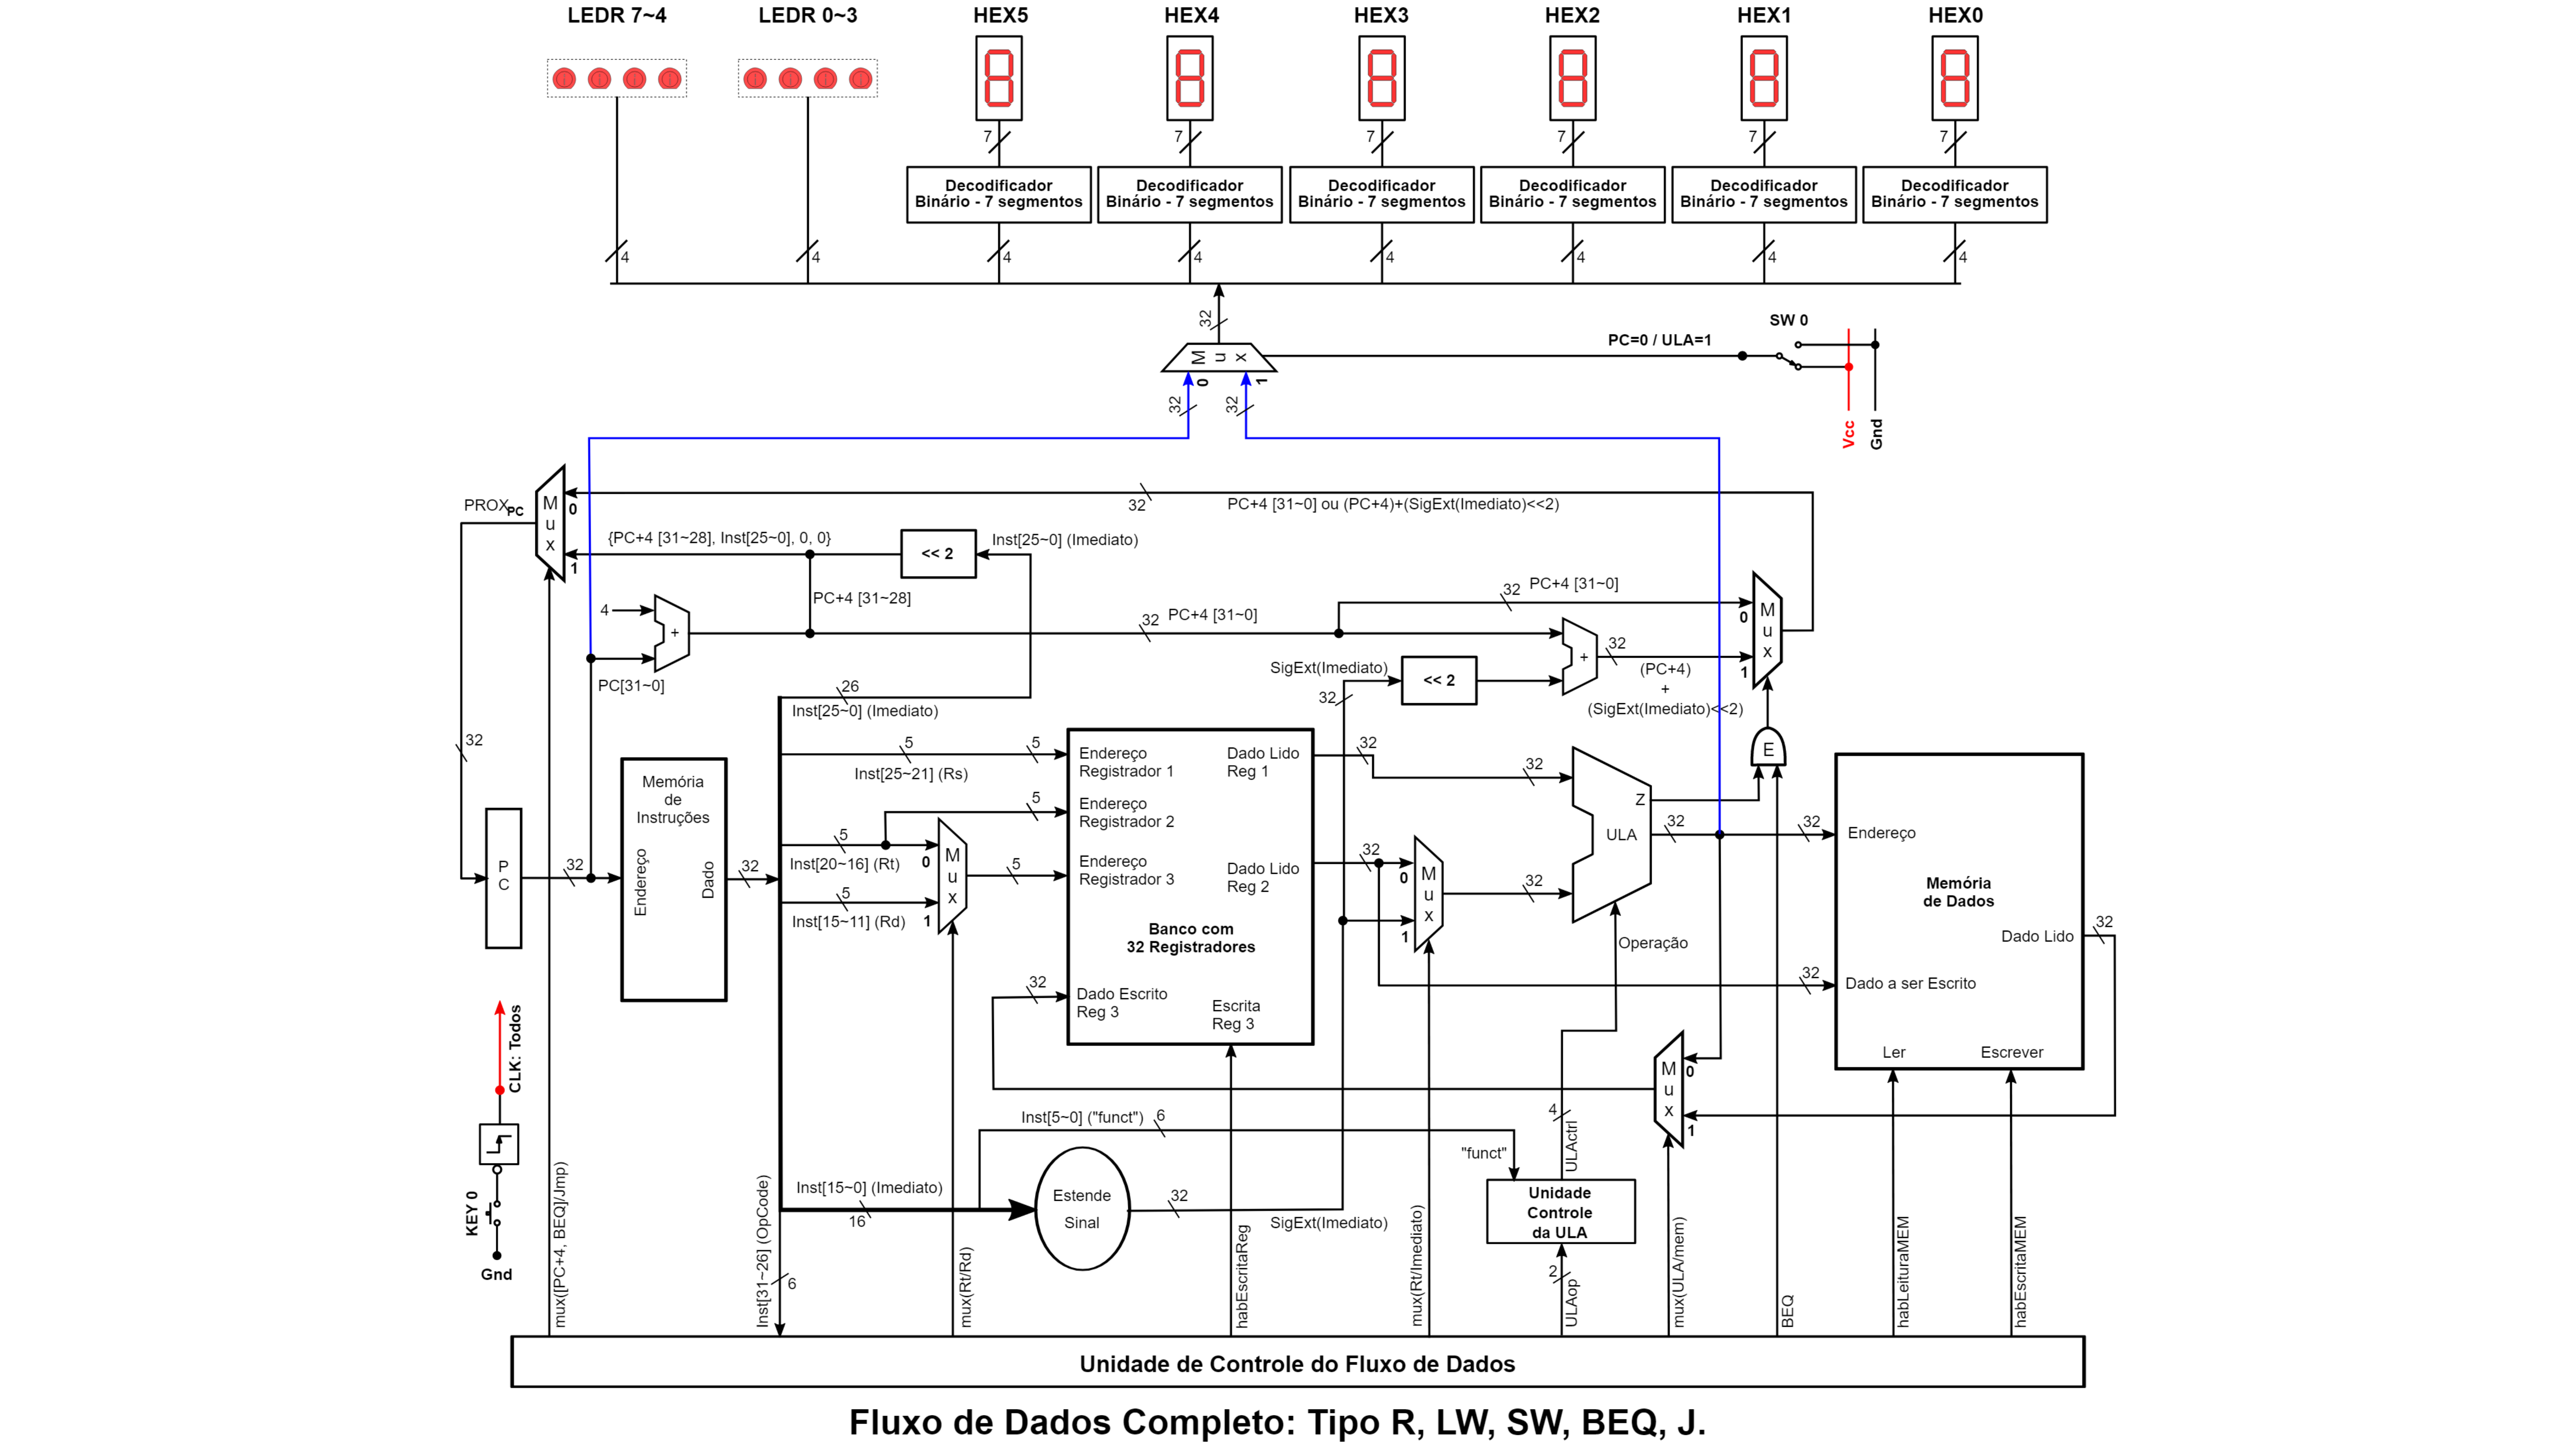 LEDR 7~4
LEDR 0~3
HEX5
HEX4
HEX3
HEX2
HEX1
HEX0
7
7
7
7
7
7
Decodificador
Binário - 7 segmentos
Decodificador
Binário - 7 segmentos
Decodificador
Binário - 7 segmentos
Decodificador
Binário - 7 segmentos
Decodificador
Binário - 7 segmentos
Decodificador
Binário - 7 segmentos
4
4
4
4
4
4
4
4
32
Mux
0
1
32
32
PC=0 / ULA=1
SW 0
Vcc
Gnd
PROX PC
Mux
0
1
32
PC+4 [31~0] ou (PC+4)+(SigExt(Imediato)<<2)
{PC+4 [31~28], Inst[25~0], 0, 0}
<< 2
Inst[25~0] (Imediato)
4
+
PC+4 [31~28]
PC[31~0]
32
PC+4 [31~0]
32
PC+4 [31~0]
SigExt(Imediato)
32
<< 2
+
32
(PC+4)
+
(SigExt(Imediato)<<2)
Mux
0
1
E
26
Inst[25~0] (Imediato)
32
5
5
Inst[25~21] (Rs)
5
5
Inst[20~16] (Rt)
5
Inst[15~11] (Rd)
Mux
0
1
5
PC
32
Memória
de
Instruções
Endereço
Dado
32
Endereço
Registrador 1
Endereço
Registrador 2
Endereço
Registrador 3
Dado Lido
Reg 1
Dado Lido
Reg 2
Banco com
32 Registradores
Dado Escrito
Reg 3
Escrita
Reg 3
32
32
32
32
32
Mux
0
1
Z
ULA
Operação
32
32
32
Endereço
Memória
de Dados
Dado Lido
32
Dado a ser Escrito
Ler
Escrever
Mux
0
1
CLK: Todos
KEY 0
Gnd
Inst[5~0] ("funct")
6
"funct"
Inst[15~0] (Imediato)
16
Estende
Sinal
32
SigExt(Imediato)
4
ULActrl
Unidade
Controle
da ULA
2
ULAop
mux([PC+4, BEQ]/Jmp)
Inst[31~26] (OpCode)
6
mux(Rt/Rd)
habEscritaReg
mux(Rt/Imediato)
mux(ULA/mem)
BEQ
habLeituraMEM
habEscritaMEM
Unidade de Controle do Fluxo de Dados
Fluxo de Dados Completo: Tipo R, LW, SW, BEQ, J.